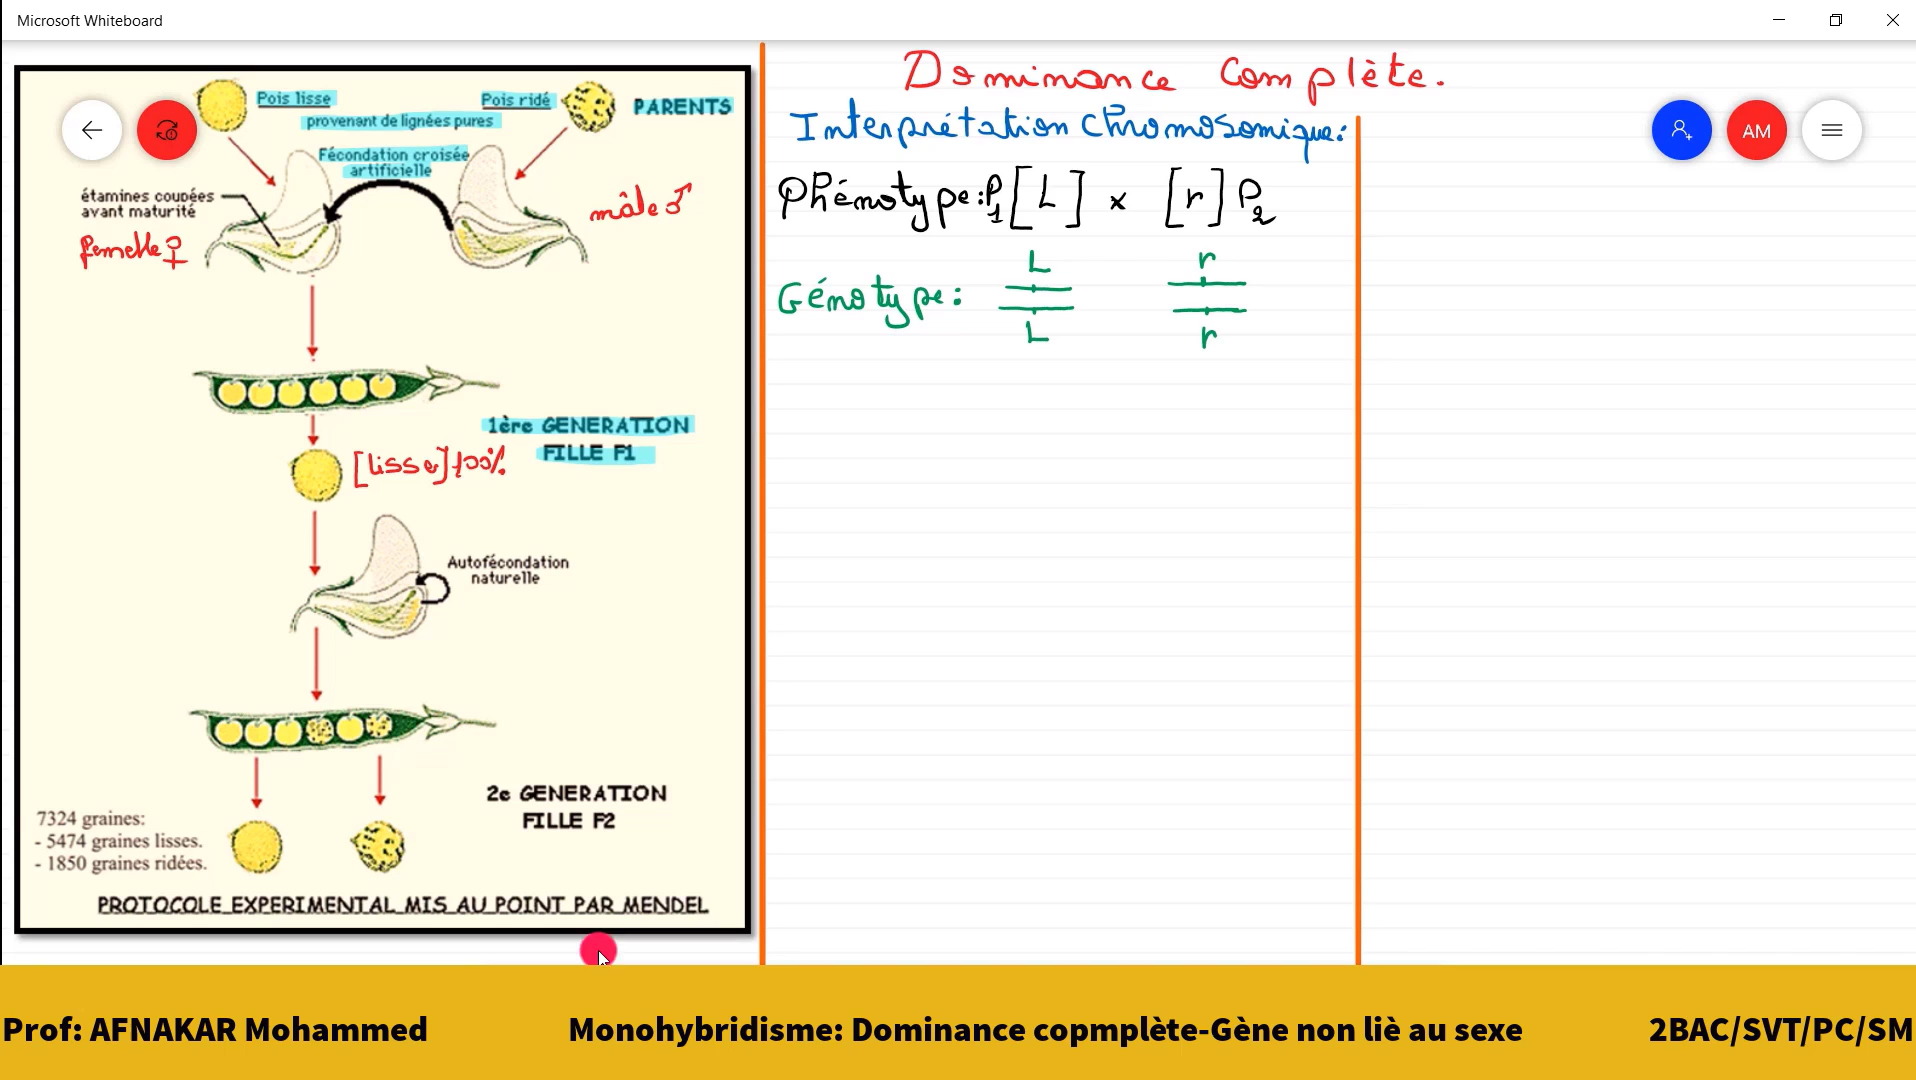 Microsoft Whiteboard
Pois lisse
Pois ridé
PARENTS
provenant de lignées pures
Fécondation croisée
artificielle
étamines coupées
avant maturité
femelle ♀
mâle ♂
1ère GENERATION
FILLE F1
[lisse] 100%
Autofécondation
naturelle
2e GENERATION
FILLE F2
7324 graines:
- 5474 graines lisses.
- 1850 graines ridées.
PROTOCOLE EXPERIMENTAL MIS AU POINT PAR MENDEL
Dominance Complète.
Interprétation Chromosomique:
Phénotype: P1 [L] × [r] P2
L r
Génotype:
L r
AM
Prof: AFNAKAR Mohammed
Monohybridisme: Dominance copmplète-Gène non liè au sexe
2BAC/SVT/PC/SM